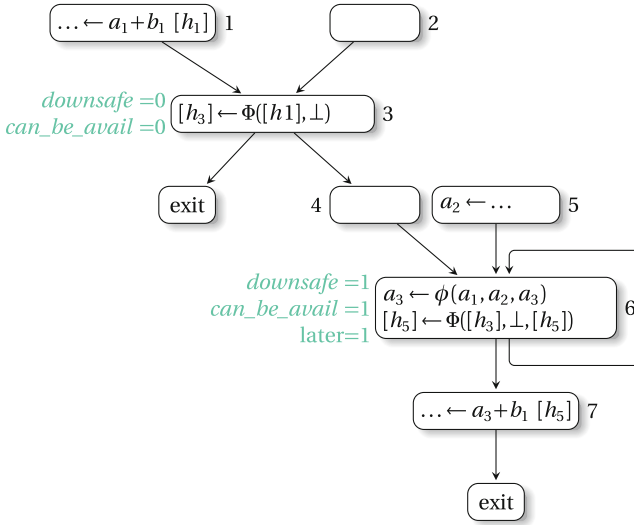 … ← a₁+b₁ [h₁] 1
2
downsafe =0
can_be_avail =0
[h₃] ← Φ([h1],⊥) 3
exit
4
a₂ ← … 5
downsafe =1
can_be_avail =1
later=1
a₃ ← ϕ(a₁,a₂,a₃)
[h₅] ← Φ([h₃],⊥,[h₅])
6
… ← a₃+b₁ [h₅] 7
exit